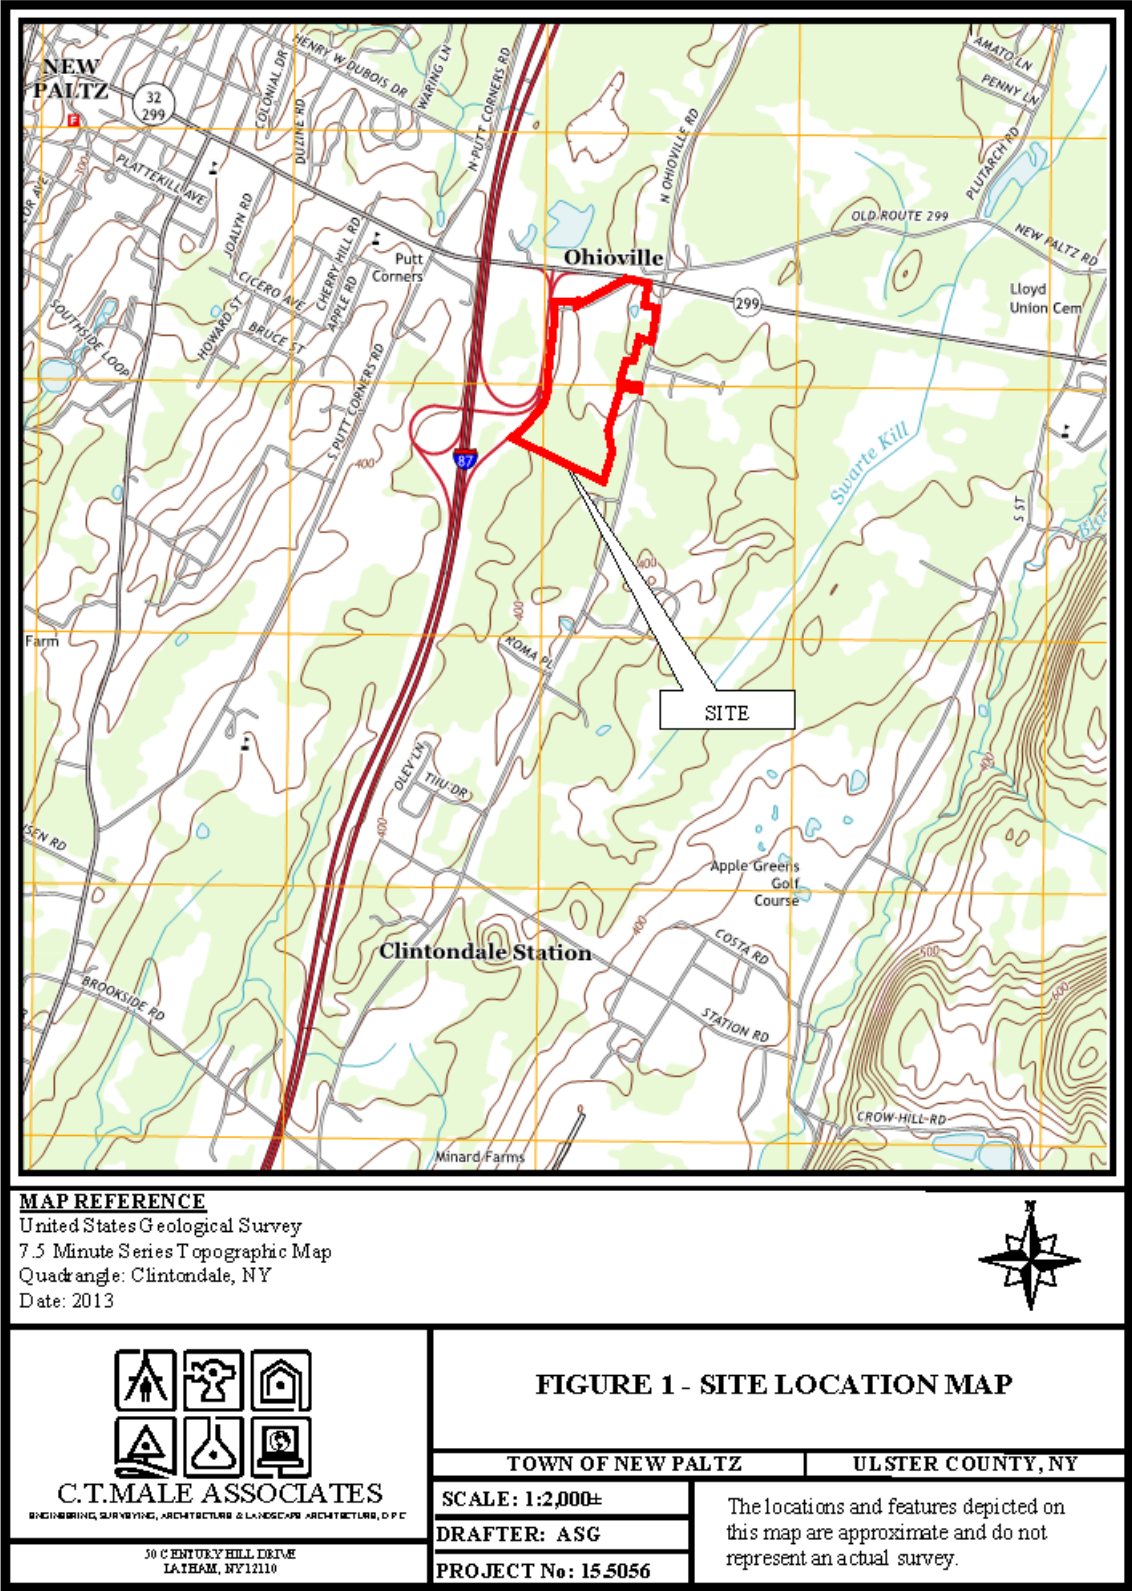 NEW
PALTZ
32
299
F
HENRY W DUBOIS DR
COLONIAL DR
DUZINE RD
WARING LN
N PUTT CORNERS RD
AMATO LN
PENNY LN
PLUTARCH RD
N OHIOVILLE RD
300
PLATTEKILL AVE
JOALYN RD
CHERRY HILL RD
APPLE RD
CICERO AVE
HOWARD ST
BRUCE ST
SOUTHSIDE LOOP
Putt
Corners
Ohioville
OLD ROUTE 299
NEW PALTZ RD
299
Lloyd
Union Cem
S PUTT CORNERS RD
400
87
Swarte Kill
S ST
400
400
Farm
ROMA PL
SITE
OLEV LN
TIIU DR
400
400
Apple Greens
Golf
Course
Clintondale Station
400
COSTA RD
STATION RD
500
600
BROOKSIDE RD
CROW HILL RD
Minard Farms
MAP REFERENCE
United States Geological Survey
7.5 Minute Series Topographic Map
Quadrangle: Clintondale, NY
Date: 2013
N
C.T.MALE ASSOCIATES
ENGINEERING, SURVEYING, ARCHITECTURE & LANDSCAPE ARCHITECTURE, D.P.C
50 CENTURY HILL DRIVE
LATHAM, NY 12110
FIGURE 1 - SITE LOCATION MAP
TOWN OF NEW PALTZ
ULSTER COUNTY, NY
SCALE: 1:2,000±
DRAFTER: ASG
PROJECT No: 15.5056
The locations and features depicted on
this map are approximate and do not
represent an actual survey.